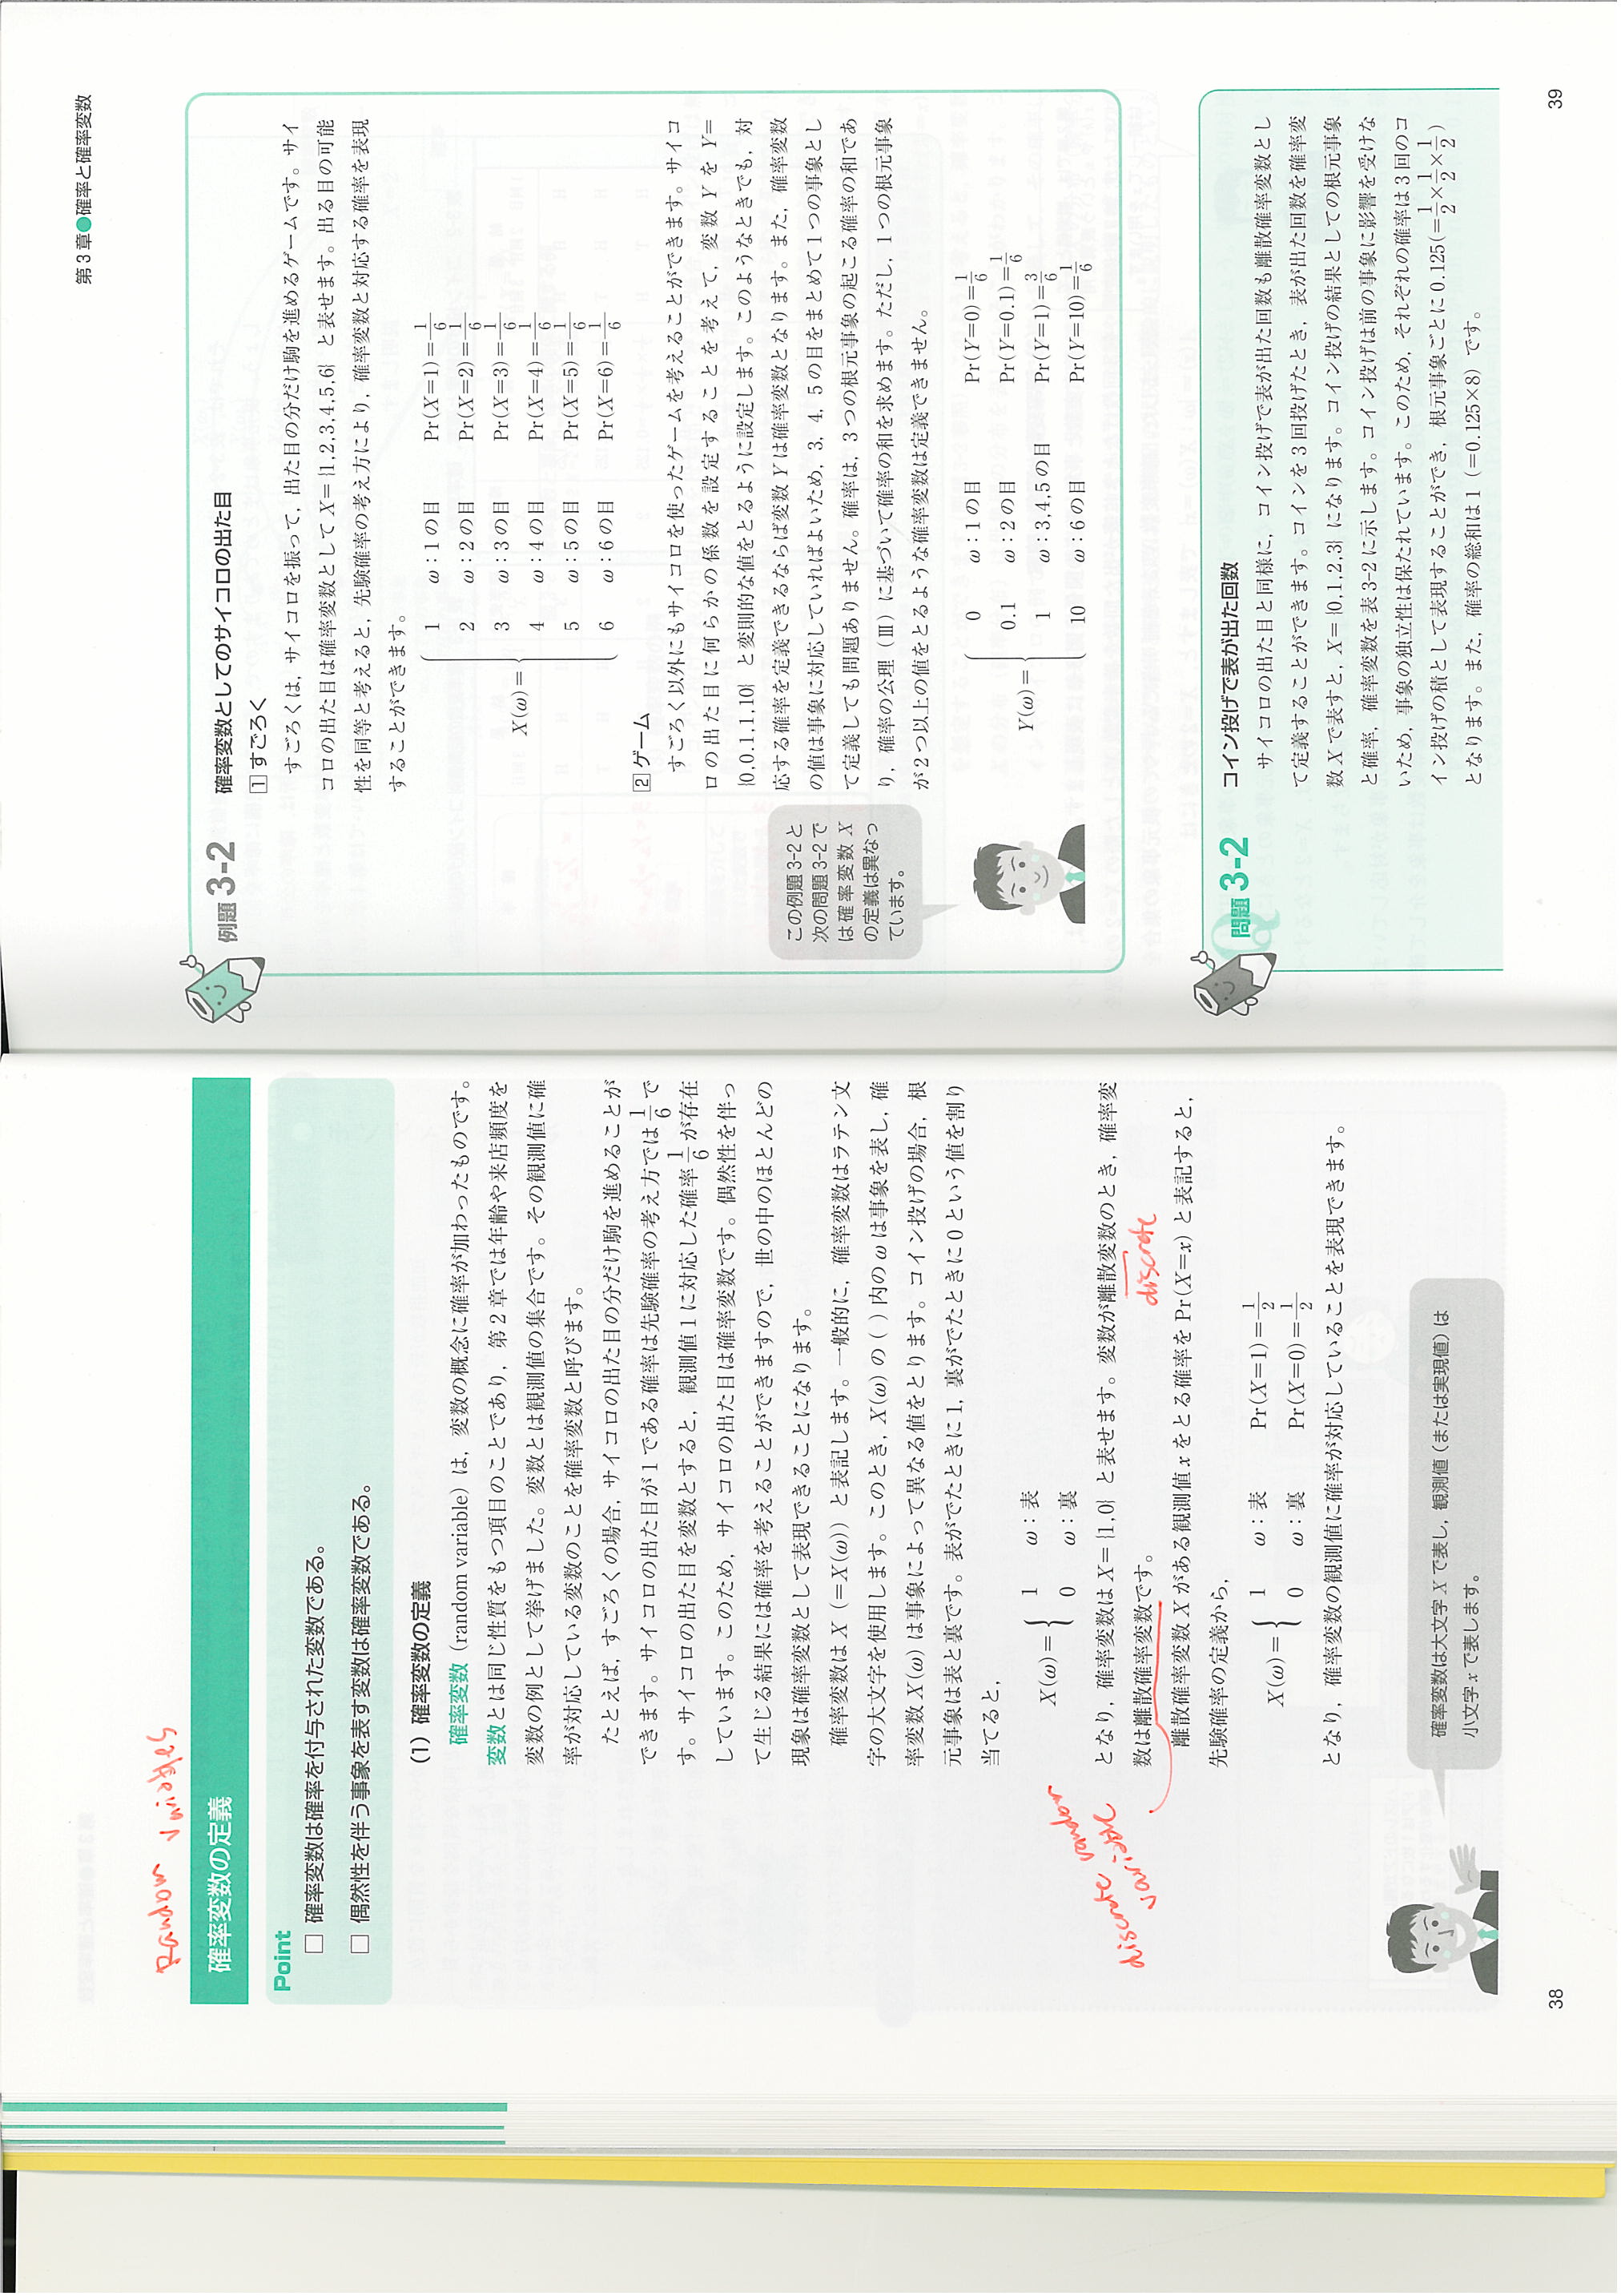 random variables
確率変数の定義
Point
□ 確率変数は確率を付与された変数である。
□ 偶然性を伴う事象を表す変数は確率変数である。
(1) 確率変数の定義
確率変数（random variable）は，変数の概念に確率が加わったものです。
変数とは同じ性質をもつ項目のことであり，第2章では年齢や来店頻度を
変数の例として挙げました。変数とは観測値の集合です。その観測値に確
率が対応している変数のことを確率変数と呼びます。
たとえば，すごろくの場合，サイコロの出た目の分だけ駒を進めることが
できます。サイコロの出た目が1である確率は先験確率の考え方では1/6で
す。サイコロの出た目を変数とすると，観測値1に対応した確率1/6が存在
しています。このため，サイコロの出た目は確率変数です。偶然性を伴っ
て生じる結果には確率を考えることができますので，世の中のほとんどの
現象は確率変数として表現できることになります。
確率変数はX（=X(ω)）と表記します。一般的に，確率変数はラテン文
字の大文字を使用します。このとき，X(ω)の( )内のωは事象を表し，確
率変数X(ω)は事象によって異なる値をとります。コイン投げの場合，根
元事象は表と裏です。表がでたときに1，裏がでたときに0という値を割り
当てると，
X(ω)={ 1 ω：表
0 ω：裏
となり，確率変数はX={1,0}と表せます。変数が離散変数のとき，確率変
discrete
数は離散確率変数です。
discrete random
variable
離散確率変数Xがある観測値xをとる確率をPr(X=x)と表記すると，
先験確率の定義から，
X(ω)={ 1 ω：表 Pr(X=1)=1/2
0 ω：裏 Pr(X=0)=1/2
となり，確率変数の観測値に確率が対応していることを表現できます。
確率変数は大文字Xで表し，観測値（または実現値）は
小文字xで表します。
38
第3章●確率と確率変数
例題 3-2 確率変数としてのサイコロの出た目
1 すごろく
すごろくは，サイコロを振って，出た目の分だけ駒を進めるゲームです。サイ
コロの出た目は確率変数としてX={1,2,3,4,5,6}と表せます。出る目の可能
性を同等と考えると，先験確率の考え方により，確率変数と対応する確率を表現
することができます。
X(ω)={ 1 ω：1の目 Pr(X=1)=1/6
2 ω：2の目 Pr(X=2)=1/6
3 ω：3の目 Pr(X=3)=1/6
4 ω：4の目 Pr(X=4)=1/6
5 ω：5の目 Pr(X=5)=1/6
6 ω：6の目 Pr(X=6)=1/6
2 ゲーム
すごろく以外にもサイコロを使ったゲームを考えることができます。サイコ
ロの出た目に何らかの係数を設定することを考えて，変数YをY=
{0,0.1,1,10}と変則的な値をとるように設定します。このようなときでも，対
応する確率を定義できるならば変数Yは確率変数となります。また，確率変数
の値は事象に対応していればよいため，3，4，5の目をまとめて1つの事象とし
て定義しても問題ありません。確率は，3つの根元事象の起こる確率の和であ
り，確率の公理（Ⅲ）に基づいて確率の和を求めます。ただし，1つの根元事象
が2つ以上の値をとるような確率変数は定義できません。
Y(ω)={ 0 ω：1の目 Pr(Y=0)=1/6
0.1 ω：2の目 Pr(Y=0.1)=1/6
1 ω：3,4,5の目 Pr(Y=1)=3/6
10 ω：6の目 Pr(Y=10)=1/6
この例題3-2と
次の問題3-2で
は確率変数X
の定義は異なっ
ています。
問題 3-2 コイン投げで表が出た回数
サイコロの出た目と同様に，コイン投げで表が出た回数も離散確率変数とし
て定義することができます。コインを3回投げたとき，表が出た回数を確率変
数Xで表すと，X={0,1,2,3}になります。コイン投げの結果としての根元事象
と確率，確率変数を表3-2に示します。コイン投げは前の事象に影響を受けな
いため，事象の独立性は保たれています。このため，それぞれの確率は3回のコ
イン投げの積として表現することができ，根元事象ごとに0.125(=1/2×1/2×1/2)
となります。また，確率の総和は1（=0.125×8）です。
39